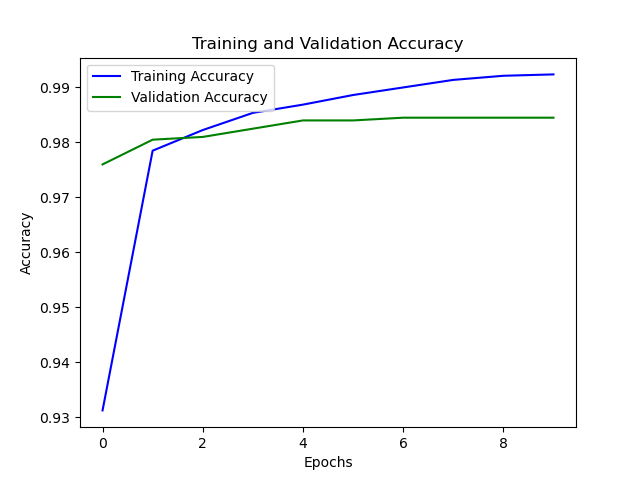 Training and Validation Accuracy
Training Accuracy
Validation Accuracy
0.99
0.98
0.97
0.96
0.95
0.94
0.93
Accuracy
0 2 4 6 8
Epochs